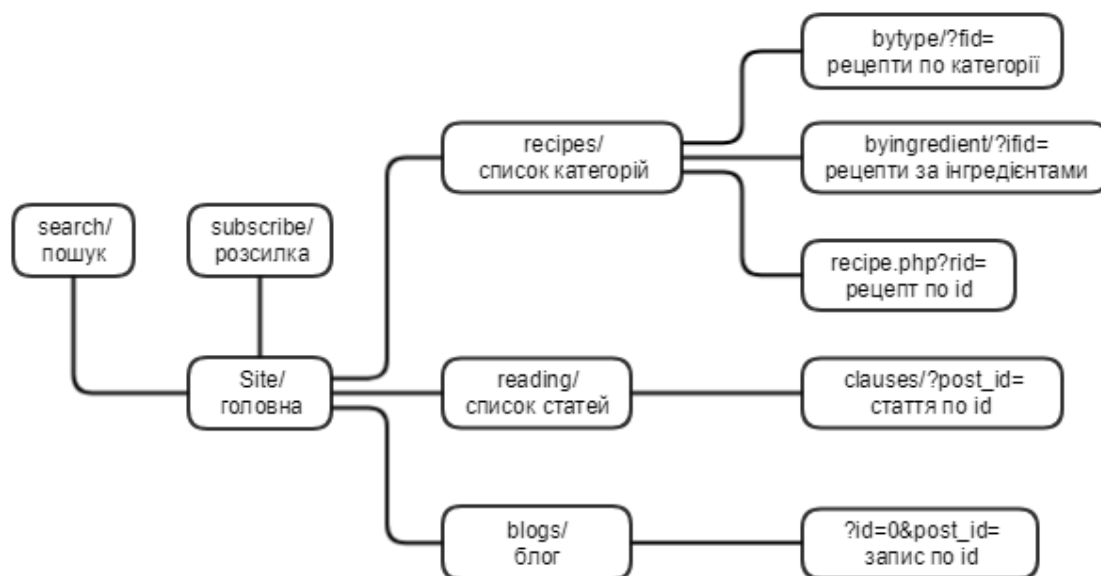 bytype/?fid=
рецепти по категорії
recipes/
список категорій
byingredient/?ifid=
рецепти за інгредієнтами
search/
пошук
subscribe/
розсилка
recipe.php?rid=
рецепт по id
Site/
головна
reading/
список статей
clauses/?post_id=
стаття по id
blogs/
блог
?id=0&post_id=
запис по id